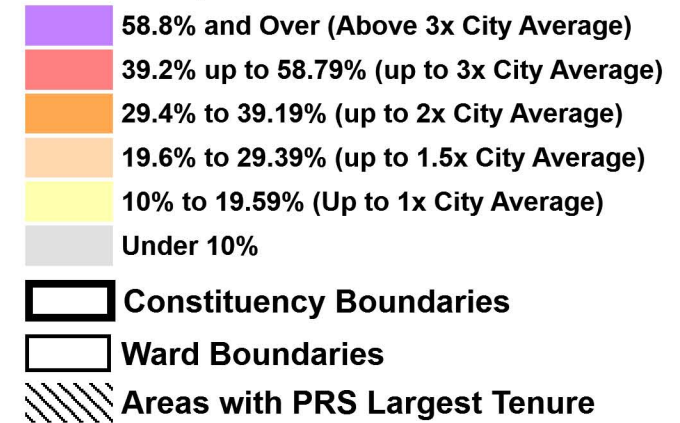 58.8% and Over (Above 3x City Average)
39.2% up to 58.79% (up to 3x City Average)
29.4% to 39.19% (up to 2x City Average)
19.6% to 29.39% (up to 1.5x City Average)
10% to 19.59% (Up to 1x City Average)
Under 10%
Constituency Boundaries
Ward Boundaries
Areas with PRS Largest Tenure